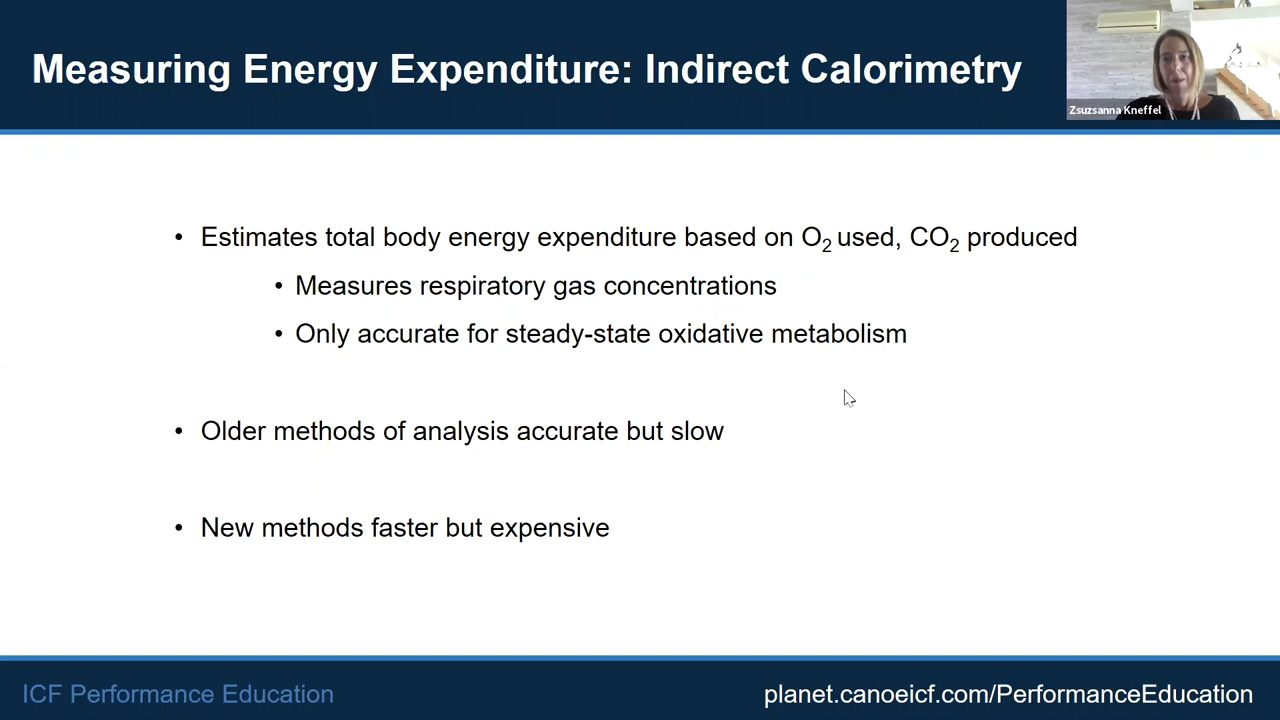 Measuring Energy Expenditure: Indirect Calorimetry
Zsuzsanna Kneffel
• Estimates total body energy expenditure based on O₂ used, CO₂ produced
• Measures respiratory gas concentrations
• Only accurate for steady-state oxidative metabolism
• Older methods of analysis accurate but slow
• New methods faster but expensive
ICF Performance Education
planet.canoeicf.com/PerformanceEducation